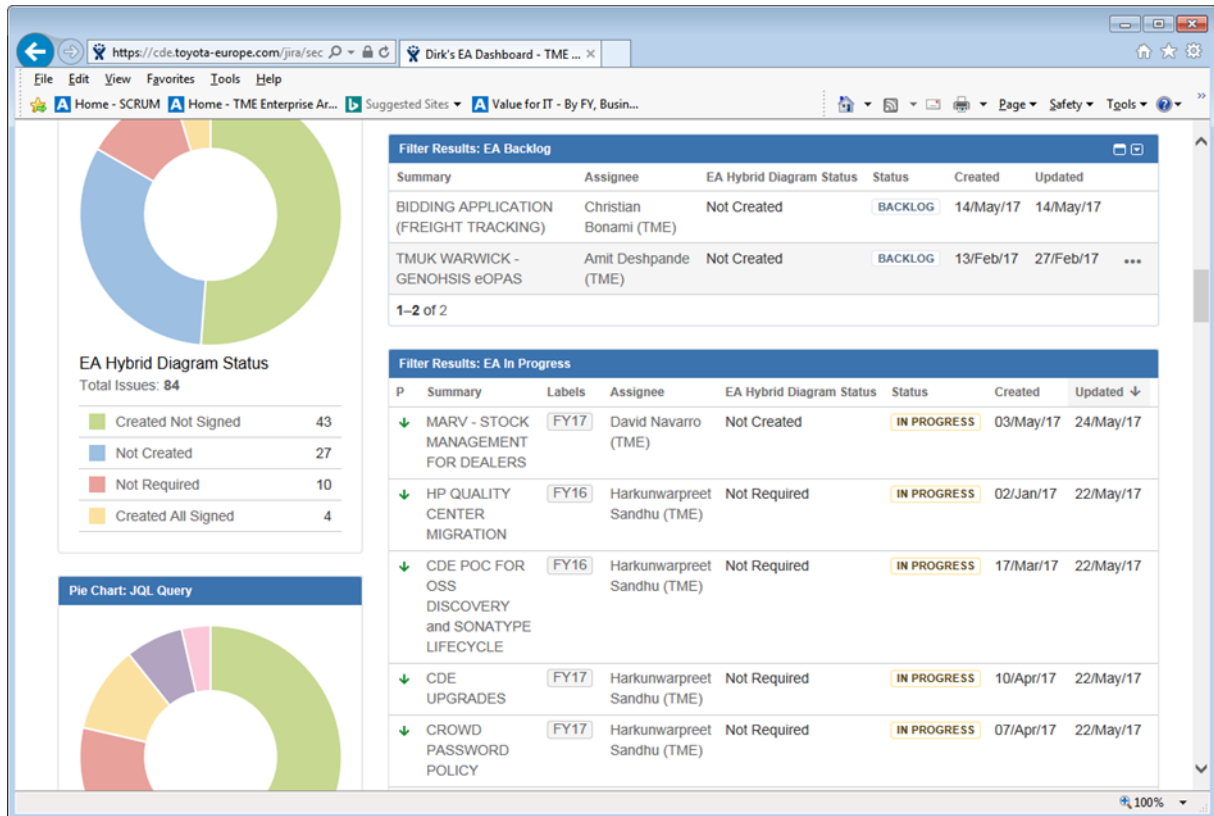 https://cde.toyota-europe.com/jira/sec
Dirk's EA Dashboard - TME ...
File Edit View Favorites Tools Help
Home - SCRUM Home - TME Enterprise Ar... Suggested Sites Value for IT - By FY, Busin...
Page Safety Tools
EA Hybrid Diagram Status
Total Issues: 84
Created Not Signed 43
Not Created 27
Not Required 10
Created All Signed 4
Pie Chart: JQL Query
Filter Results: EA Backlog
Summary Assignee EA Hybrid Diagram Status Status Created Updated
BIDDING APPLICATION Christian Not Created BACKLOG 14/May/17 14/May/17
(FREIGHT TRACKING) Bonami (TME)
TMUK WARWICK - Amit Deshpande Not Created BACKLOG 13/Feb/17 27/Feb/17
GENOHSIS eOPAS (TME)
1–2 of 2
Filter Results: EA In Progress
P Summary Labels Assignee EA Hybrid Diagram Status Status Created Updated
MARV - STOCK FY17 David Navarro Not Created IN PROGRESS 03/May/17 24/May/17
MANAGEMENT (TME)
FOR DEALERS
HP QUALITY FY16 Harkunwarpreet Not Required IN PROGRESS 02/Jan/17 22/May/17
CENTER Sandhu (TME)
MIGRATION
CDE POC FOR FY16 Harkunwarpreet Not Required IN PROGRESS 17/Mar/17 22/May/17
OSS Sandhu (TME)
DISCOVERY
and SONATYPE
LIFECYCLE
CDE FY17 Harkunwarpreet Not Required IN PROGRESS 10/Apr/17 22/May/17
UPGRADES Sandhu (TME)
CROWD FY17 Harkunwarpreet Not Required IN PROGRESS 07/Apr/17 22/May/17
PASSWORD Sandhu (TME)
POLICY
100%